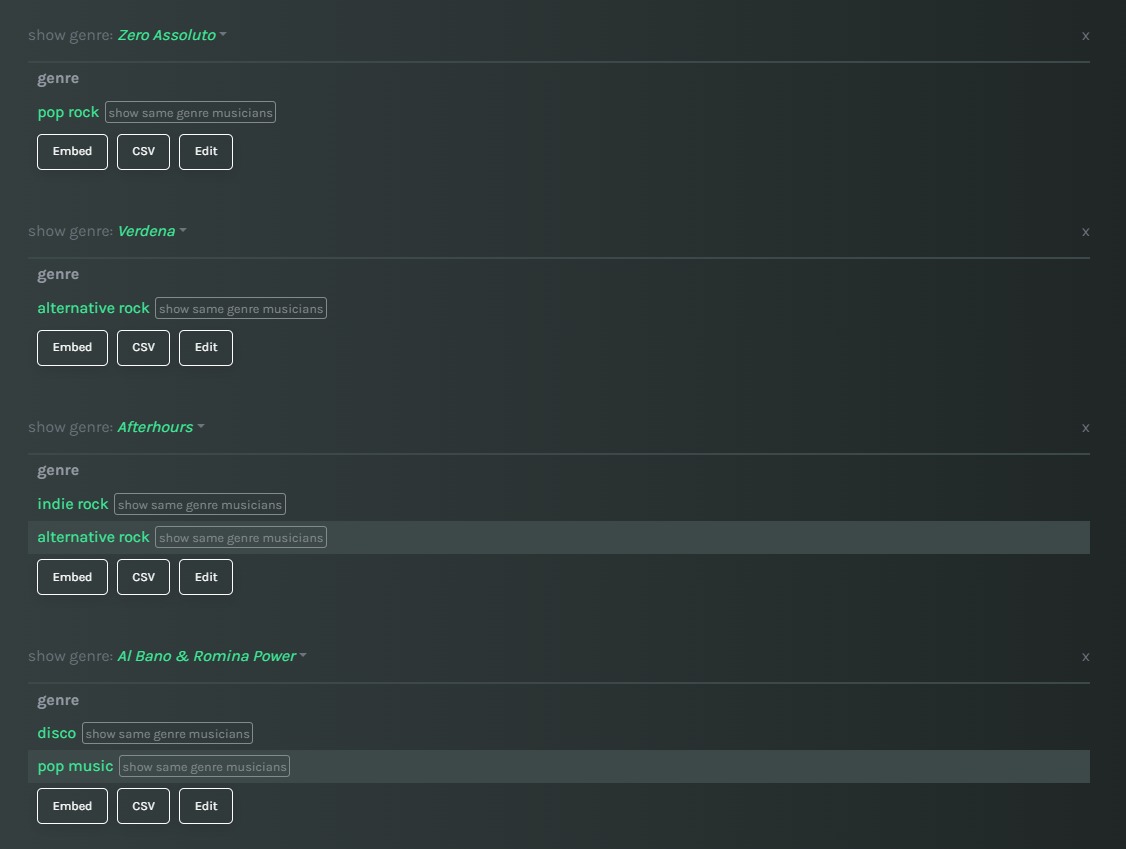 show genre: Zero Assoluto x
genre
pop rock show same genre musicians
Embed CSV Edit
show genre: Verdena x
genre
alternative rock show same genre musicians
Embed CSV Edit
show genre: Afterhours x
genre
indie rock show same genre musicians
alternative rock show same genre musicians
Embed CSV Edit
show genre: Al Bano & Romina Power x
genre
disco show same genre musicians
pop music show same genre musicians
Embed CSV Edit